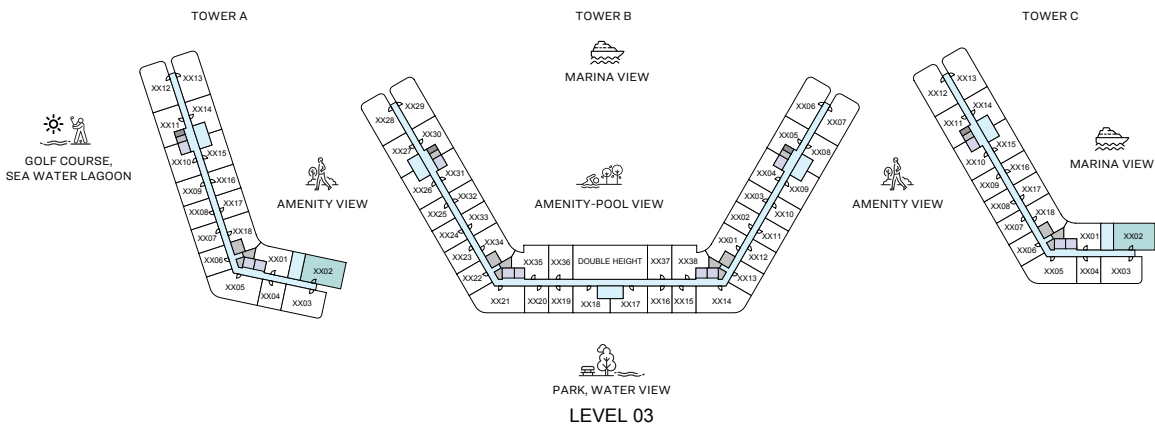 TOWER A
TOWER B
TOWER C
MARINA VIEW
GOLF COURSE,
SEA WATER LAGOON
AMENITY VIEW
AMENITY-POOL VIEW
AMENITY VIEW
MARINA VIEW
XX13
XX12
XX14
XX11
XX15
XX10
XX16
XX09
XX17
XX08
XX18
XX07
XX06
XX01
XX02
XX05
XX04
XX03
XX29
XX28
XX30
XX27
XX31
XX26
XX32
XX25
XX33
XX24
XX34
XX23
XX22
XX35
XX36
DOUBLE HEIGHT
XX37
XX38
XX21
XX20
XX19
XX18
XX17
XX16
XX15
XX14
XX06
XX07
XX05
XX08
XX04
XX09
XX03
XX10
XX02
XX11
XX01
XX12
XX13
XX13
XX12
XX14
XX11
XX15
XX10
XX16
XX09
XX17
XX08
XX18
XX07
XX06
XX01
XX02
XX05
XX04
XX03
PARK, WATER VIEW
LEVEL 03